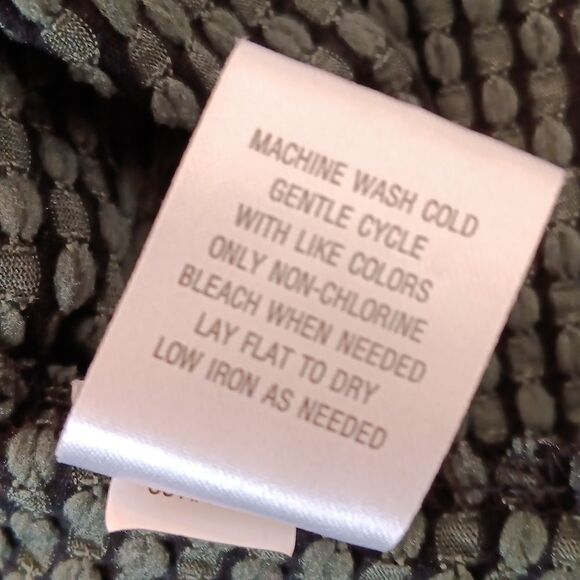 MACHINE WASH COLD
GENTLE CYCLE
WITH LIKE COLORS
ONLY NON-CHLORINE
BLEACH WHEN NEEDED
LAY FLAT TO DRY
LOW IRON AS NEEDED